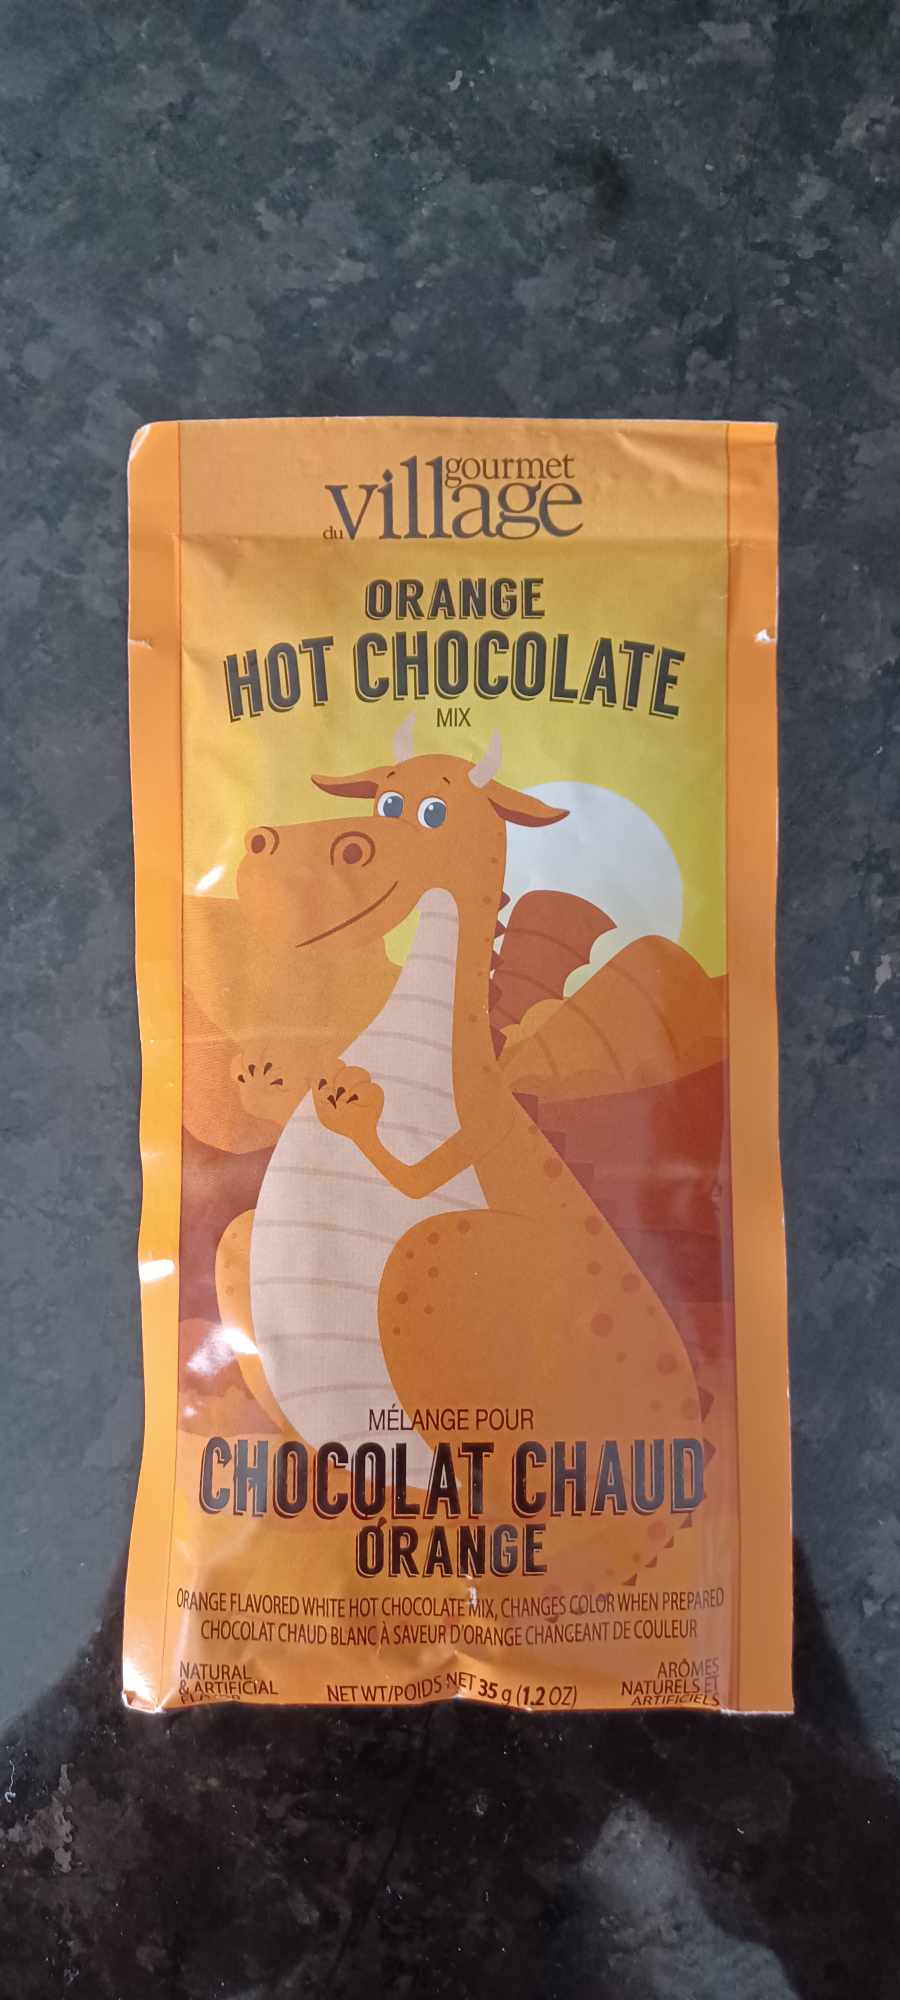 gourmet
du village
ORANGE
HOT CHOCOLATE
MIX
MÉLANGE POUR
CHOCOLAT CHAUD
ORANGE
ORANGE FLAVORED WHITE HOT CHOCOLATE MIX, CHANGES COLOR WHEN PREPARED
CHOCOLAT CHAUD BLANC À SAVEUR D'ORANGE CHANGEANT DE COULEUR
NATURAL
& ARTIFICIAL
FLAVOR
NET WT/POIDS NET 35 g (1.2 OZ)
ARÔMES
NATURELS ET
ARTIFICIELS